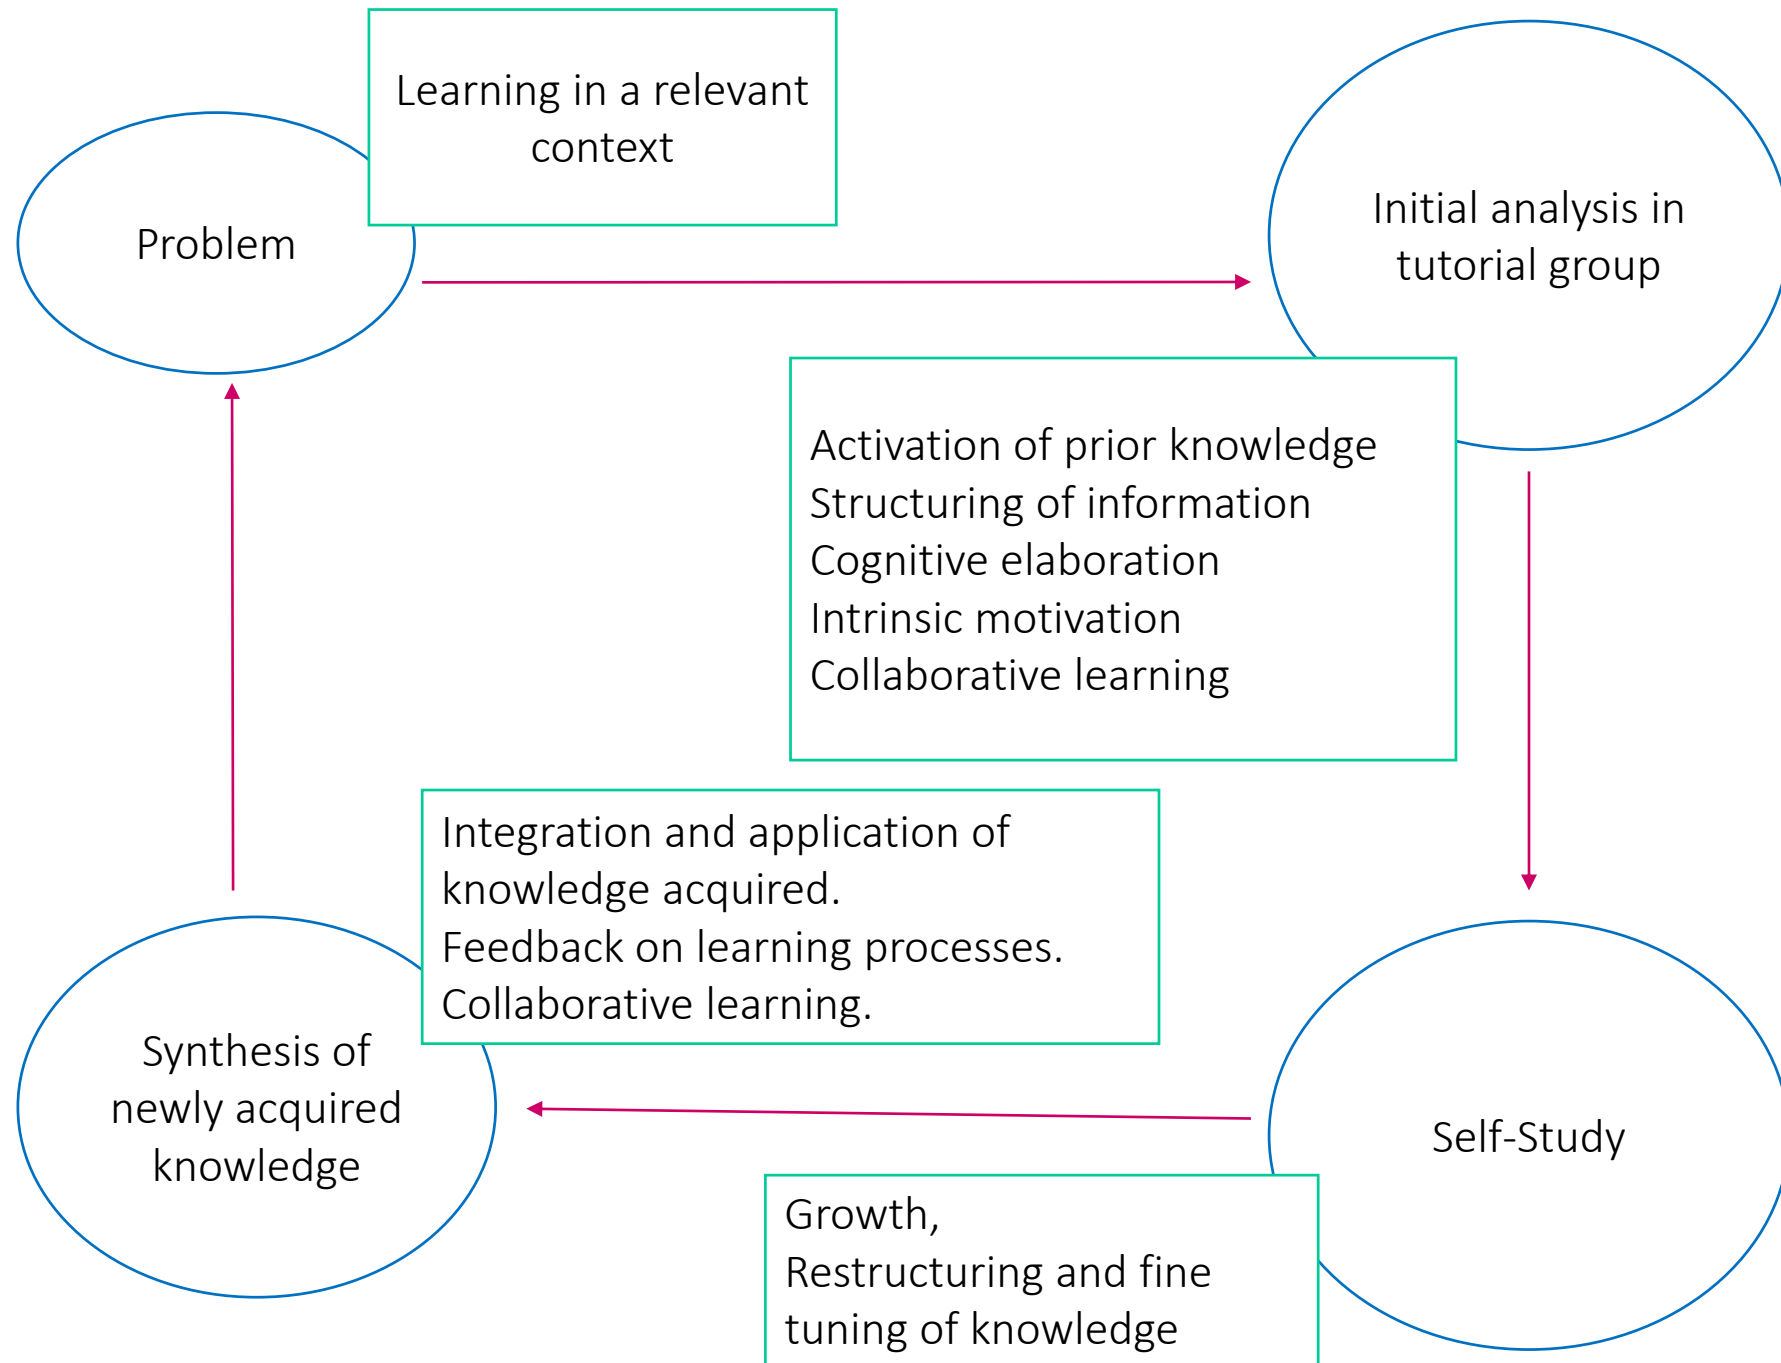 Learning in a relevant
context
Problem
Initial analysis in
tutorial group
Activation of prior knowledge
Structuring of information
Cognitive elaboration
Intrinsic motivation
Collaborative learning
Integration and application of
knowledge acquired.
Feedback on learning processes.
Collaborative learning.
Synthesis of
newly acquired
knowledge
Self-Study
Growth,
Restructuring and fine
tuning of knowledge